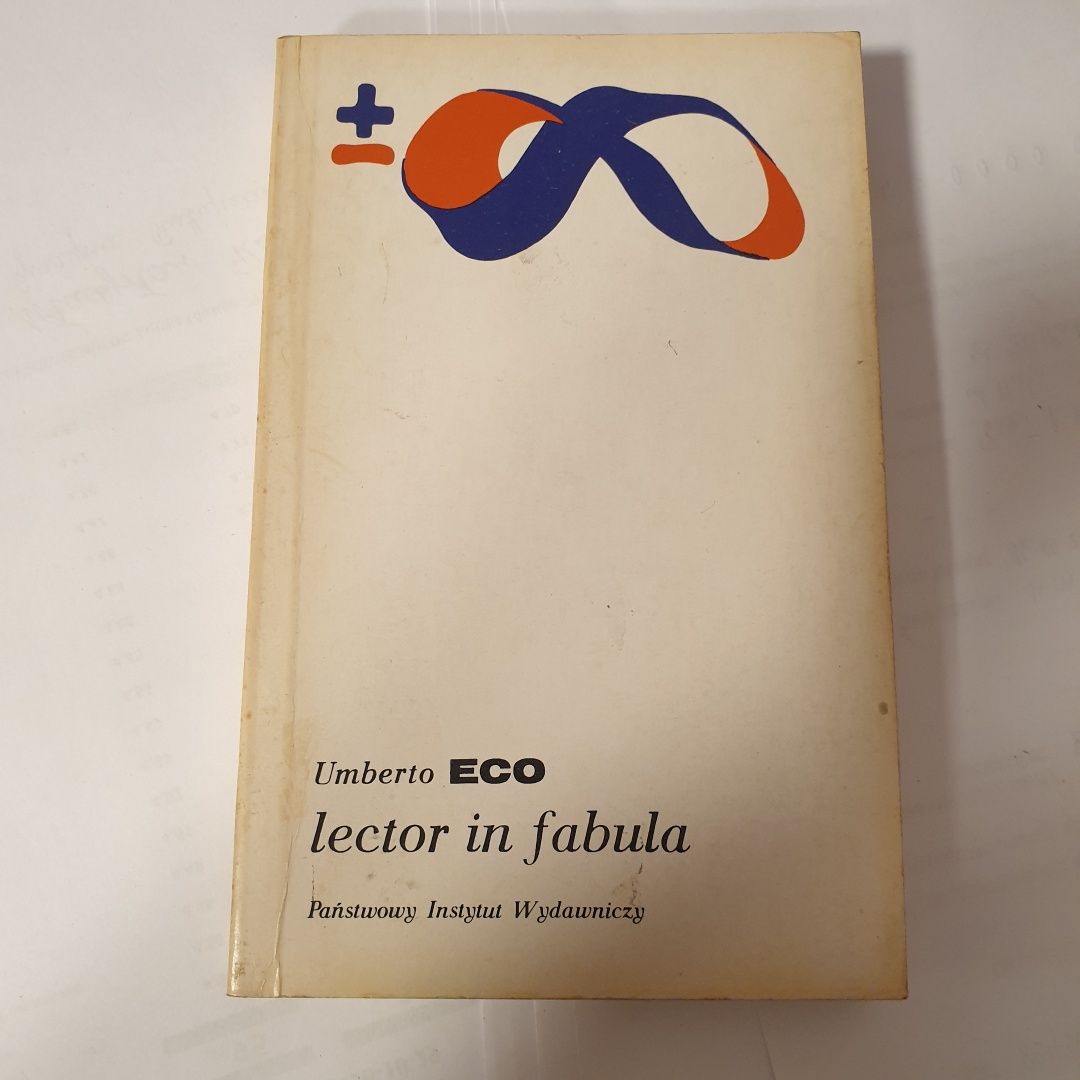 ±
Umberto ECO
lector in fabula
Państwowy Instytut Wydawniczy